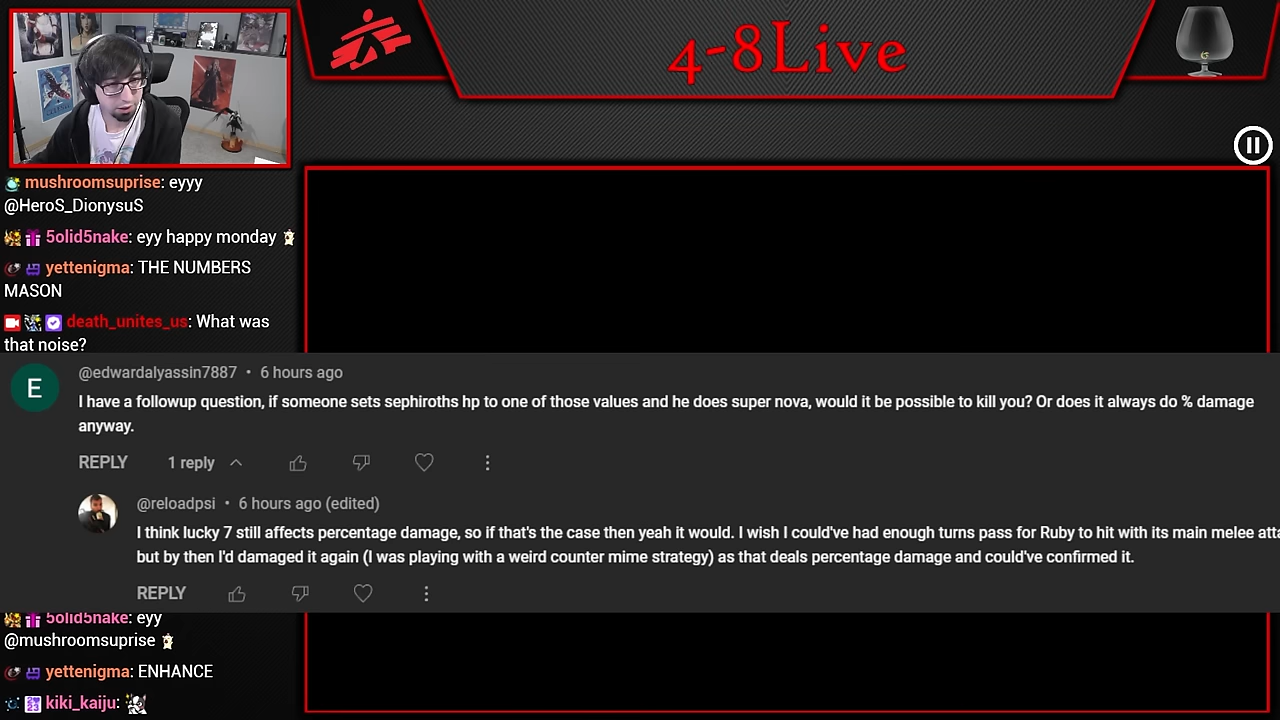 4-8Live
mushroomsuprise: eyyy
@HeroS_DionysuS
5olid5nake: eyy happy monday
yettenigma: THE NUMBERS
MASON
death_unites_us: What was
that noise?
E
@edwardalyassin7887 • 6 hours ago
I have a followup question, if someone sets sephiroths hp to one of those values and he does super nova, would it be possible to kill you? Or does it always do % damage
anyway.
REPLY 1 reply
@reloadpsi • 6 hours ago (edited)
I think lucky 7 still affects percentage damage, so if that's the case then yeah it would. I wish I could've had enough turns pass for Ruby to hit with its main melee atta
but by then I'd damaged it again (I was playing with a weird counter mime strategy) as that deals percentage damage and could've confirmed it.
REPLY
5olid5nake: eyy
@mushroomsuprise
yettenigma: ENHANCE
kiki_kaiju: